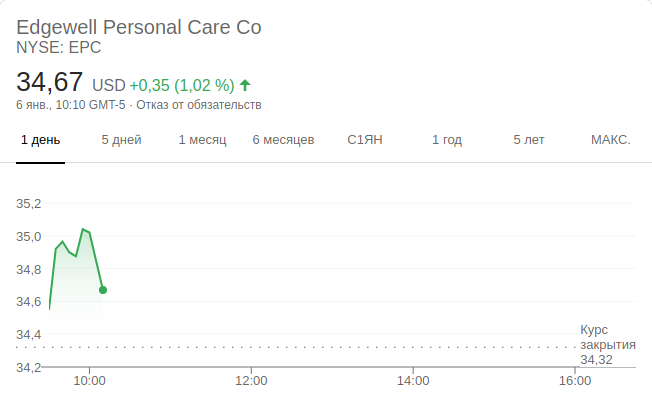 Edgewell Personal Care Co
NYSE: EPC
34,67 USD +0,35 (1,02 %)
6 янв., 10:10 GMT-5 · Отказ от обязательств
1 день 5 дней 1 месяц 6 месяцев С1ЯН 1 год 5 лет МАКС.
35,2
35,0
34,8
34,6
34,4
34,2
Курс
закрытия
34,32
10:00 12:00 14:00 16:00